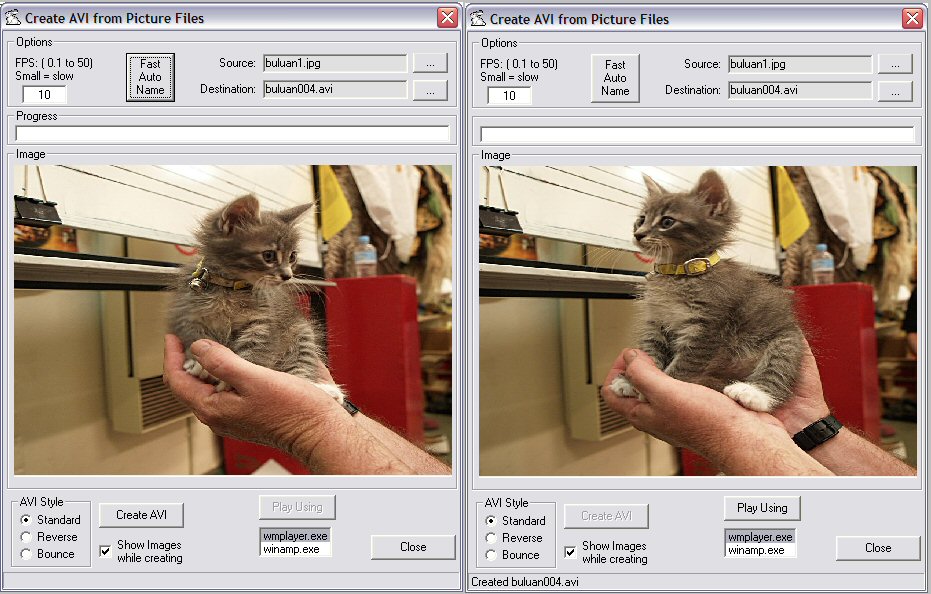 Create AVI from Picture Files
Options
FPS: ( 0.1 to 50)
Small = slow
10
Fast
Auto
Name
Source: buluan1.jpg ...
Destination: buluan004.avi ...
Progress
Image
AVI Style
Standard
Reverse
Bounce
Create AVI
Show Images
while creating
Play Using
wmplayer.exe
winamp.exe
Close
Create AVI from Picture Files
Options
FPS: ( 0.1 to 50)
Small = slow
10
Fast
Auto
Name
Source: buluan1.jpg ...
Destination: buluan004.avi ...
Image
AVI Style
Standard
Reverse
Bounce
Create AVI
Show Images
while creating
Play Using
wmplayer.exe
winamp.exe
Close
Created buluan004.avi